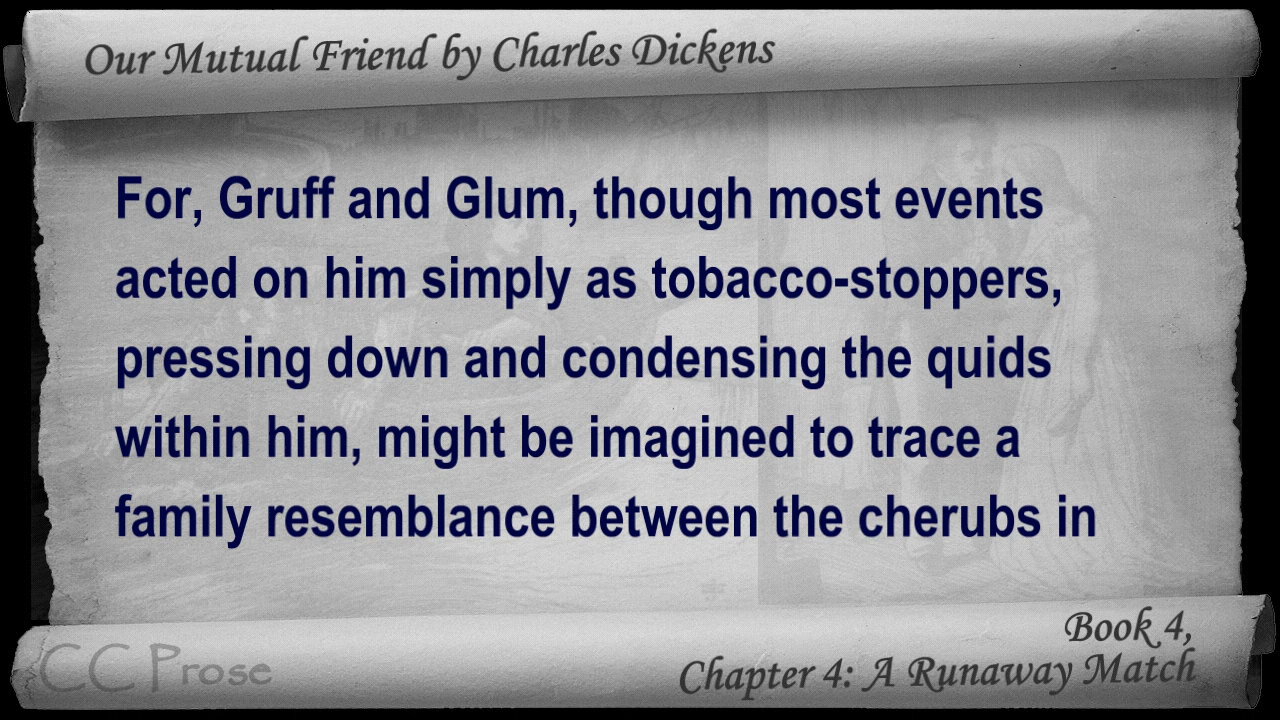 Our Mutual Friend by Charles Dickens
For, Gruff and Glum, though most events
acted on him simply as tobacco-stoppers,
pressing down and condensing the quids
within him, might be imagined to trace a
family resemblance between the cherubs in
Book 4,
Chapter 4: A Runaway Match
CC Prose